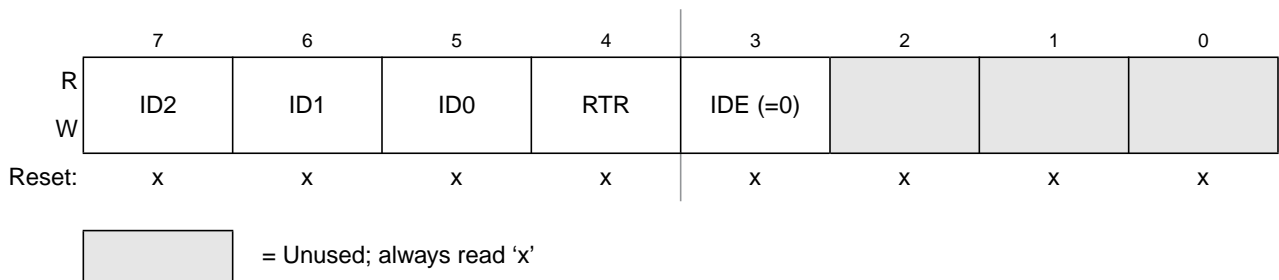 7 6 5 4 3 2 1 0
R
W
ID2 ID1 ID0 RTR IDE (=0)
Reset: x x x x x x x x
= Unused; always read ‘x’